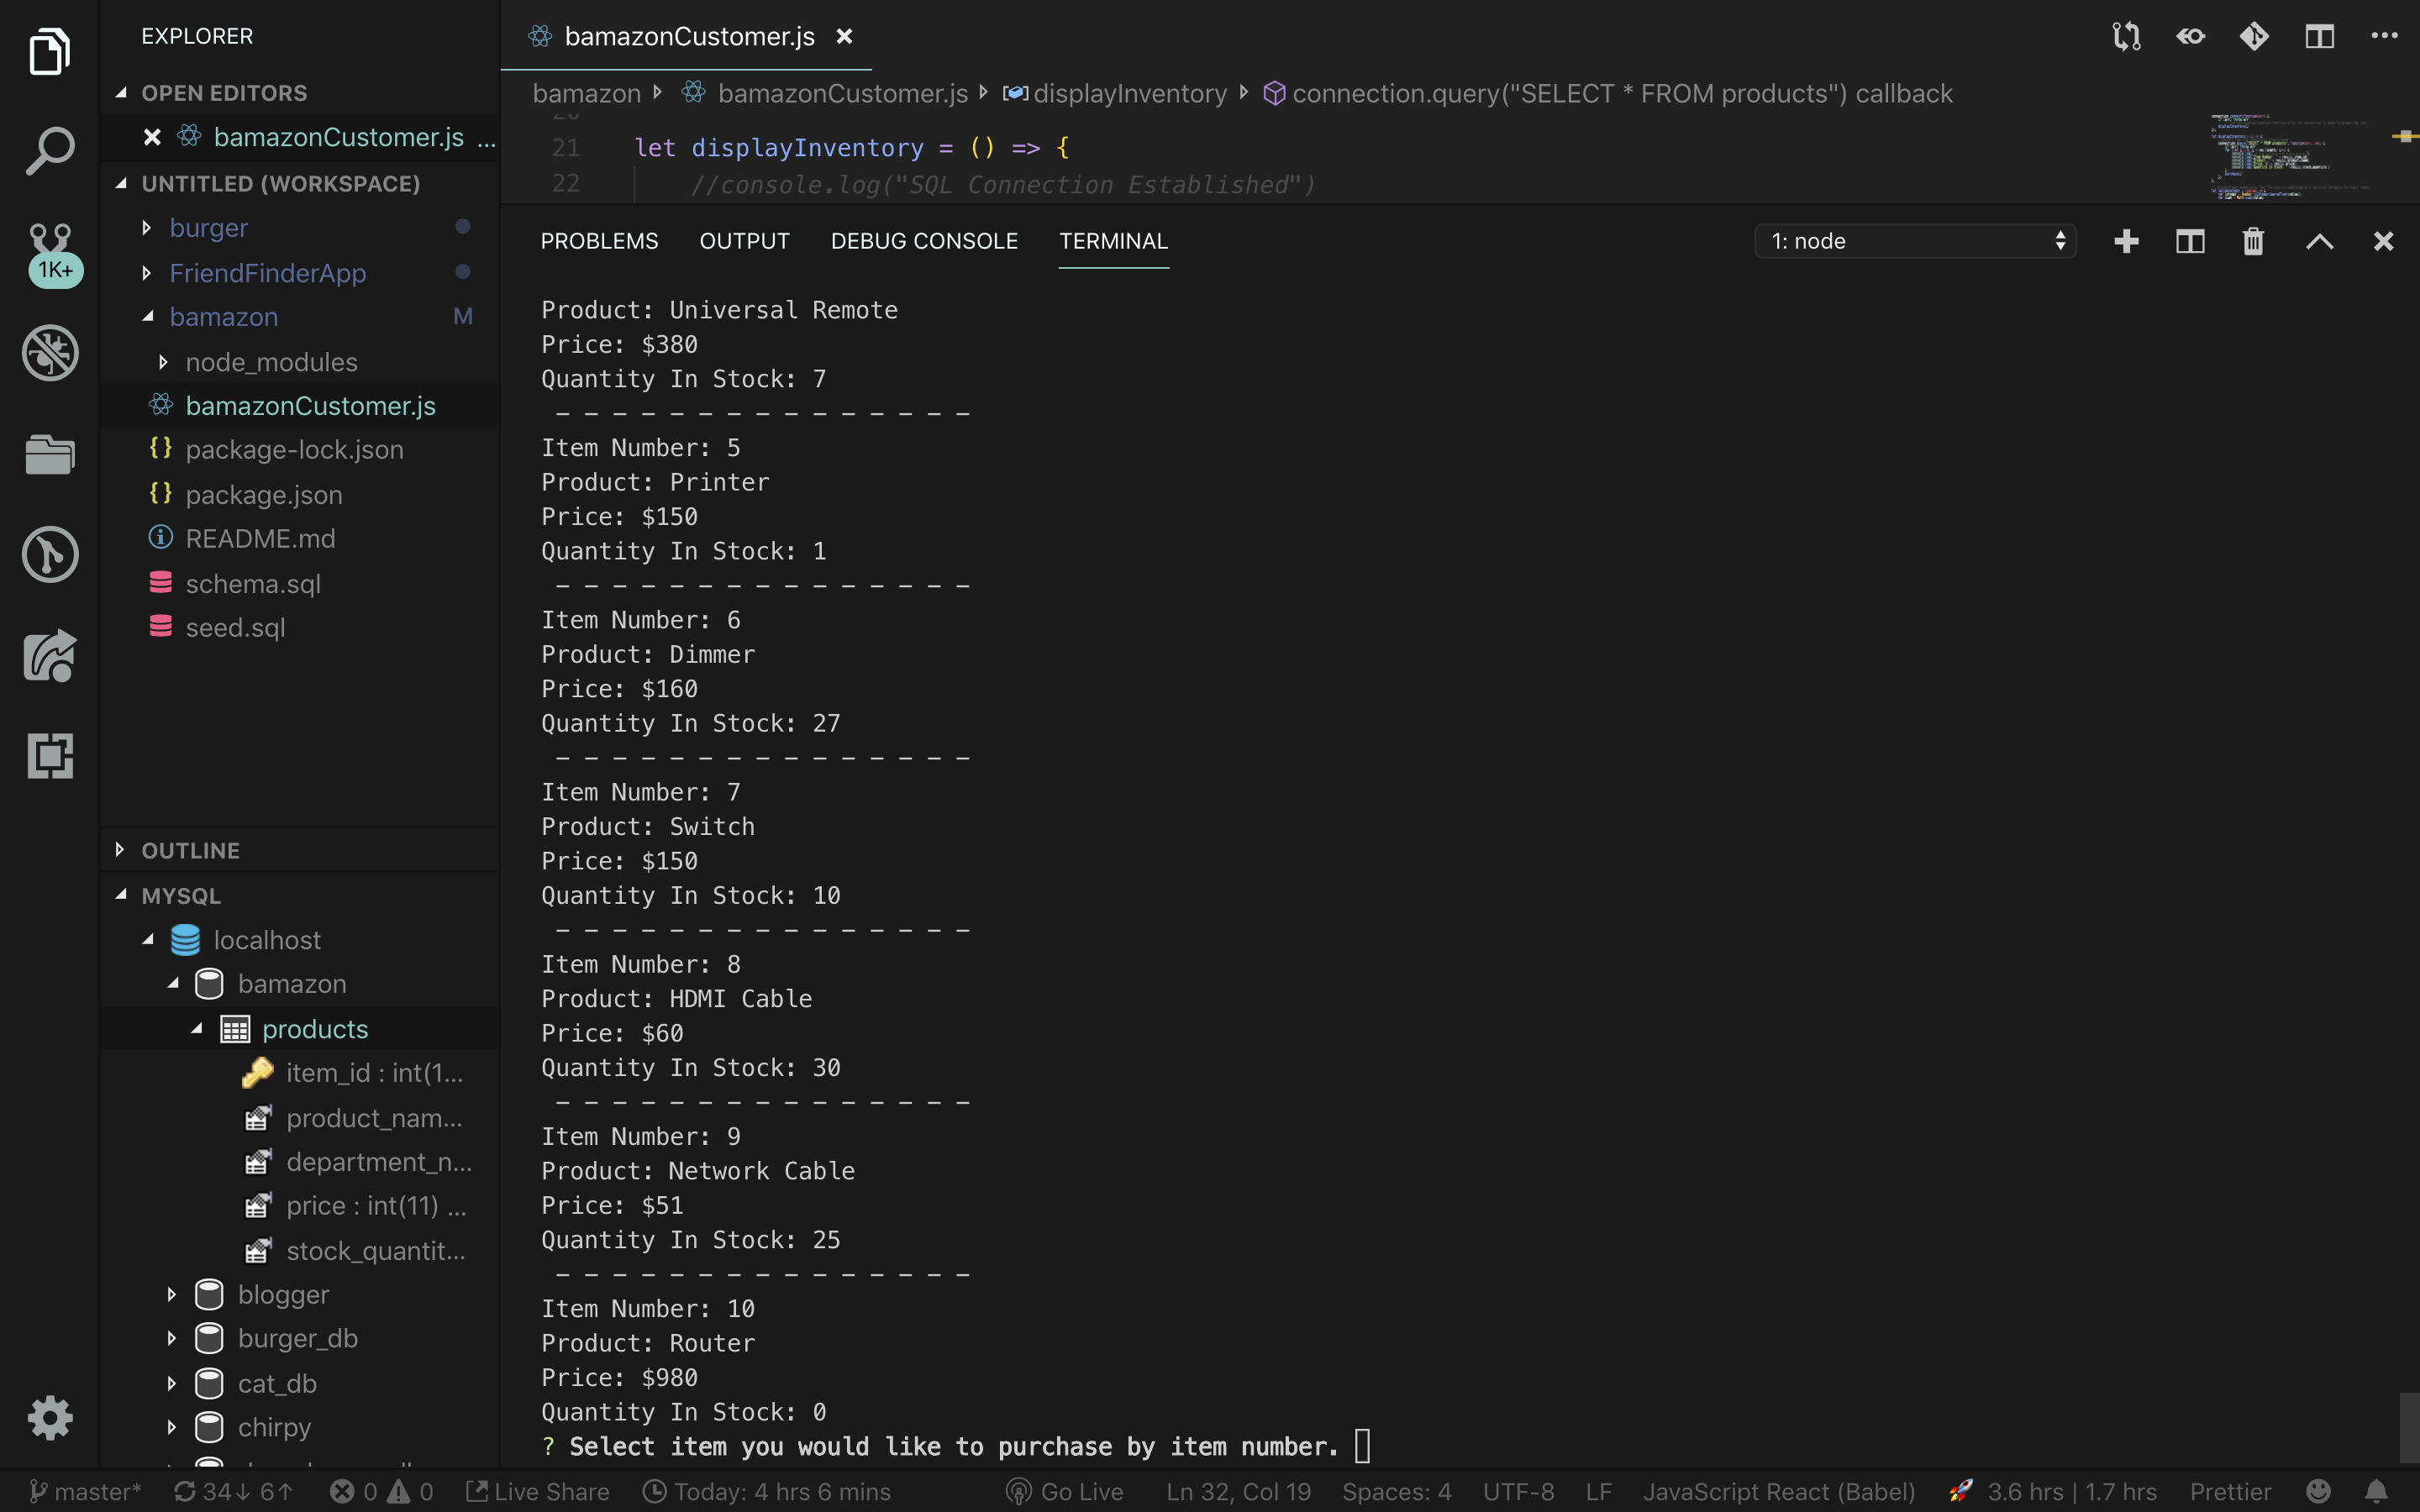 EXPLORER
OPEN EDITORS
bamazonCustomer.js ...
UNTITLED (WORKSPACE)
burger
FriendFinderApp
bamazon M
node_modules
bamazonCustomer.js
package-lock.json
package.json
README.md
schema.sql
seed.sql
OUTLINE
MYSQL
localhost
bamazon
products
item_id : int(1...
product_nam...
department_n...
price : int(11) ...
stock_quantit...
blogger
burger_db
cat_db
chirpy
1K+
bamazonCustomer.js
bamazon bamazonCustomer.js displayInventory connection.query("SELECT * FROM products") callback
21 let displayInventory = () => {
22 //console.log("SQL Connection Established")
PROBLEMS OUTPUT DEBUG CONSOLE TERMINAL 1: node
Product: Universal Remote
Price: $380
Quantity In Stock: 7
- - - - - - - - - - - - - - -
Item Number: 5
Product: Printer
Price: $150
Quantity In Stock: 1
- - - - - - - - - - - - - - -
Item Number: 6
Product: Dimmer
Price: $160
Quantity In Stock: 27
- - - - - - - - - - - - - - -
Item Number: 7
Product: Switch
Price: $150
Quantity In Stock: 10
- - - - - - - - - - - - - - -
Item Number: 8
Product: HDMI Cable
Price: $60
Quantity In Stock: 30
- - - - - - - - - - - - - - -
Item Number: 9
Product: Network Cable
Price: $51
Quantity In Stock: 25
- - - - - - - - - - - - - - -
Item Number: 10
Product: Router
Price: $980
Quantity In Stock: 0
? Select item you would like to purchase by item number.
master* 34↓ 6↑ 0 0 Live Share Today: 4 hrs 6 mins Go Live Ln 32, Col 19 Spaces: 4 UTF-8 LF JavaScript React (Babel) 🚀 3.6 hrs | 1.7 hrs Prettier